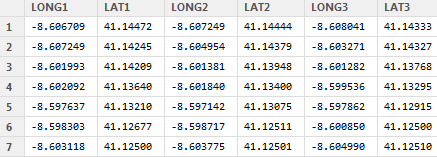 LONG1 LAT1 LONG2 LAT2 LONG3 LAT3
1 -8.606709 41.14472 -8.607249 41.14444 -8.608041 41.14333
2 -8.607249 41.14245 -8.604954 41.14379 -8.603271 41.14327
3 -8.601993 41.14209 -8.601381 41.13948 -8.601282 41.13768
4 -8.602092 41.13640 -8.601840 41.13400 -8.599536 41.13295
5 -8.597637 41.13210 -8.597142 41.13075 -8.597862 41.12915
6 -8.598303 41.12677 -8.598717 41.12511 -8.600850 41.12500
7 -8.603118 41.12500 -8.603775 41.12501 -8.604990 41.12510